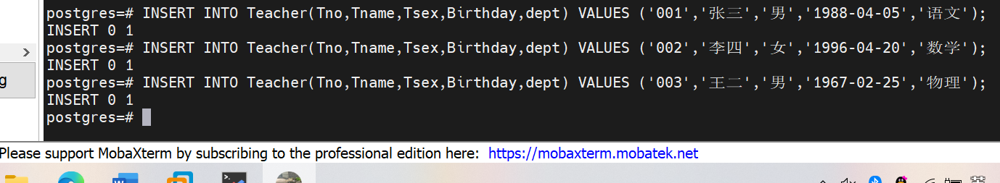 postgres=# INSERT INTO Teacher(Tno,Tname,Tsex,Birthday,dept) VALUES ('001','张三','男','1988-04-05','语文');
INSERT 0 1
postgres=# INSERT INTO Teacher(Tno,Tname,Tsex,Birthday,dept) VALUES ('002','李四','女','1996-04-20','数学');
INSERT 0 1
postgres=# INSERT INTO Teacher(Tno,Tname,Tsex,Birthday,dept) VALUES ('003','王二','男','1967-02-25','物理');
g
INSERT 0 1
postgres=#
Please support MobaXterm by subscribing to the professional edition here: https://mobaxterm.mobatek.net